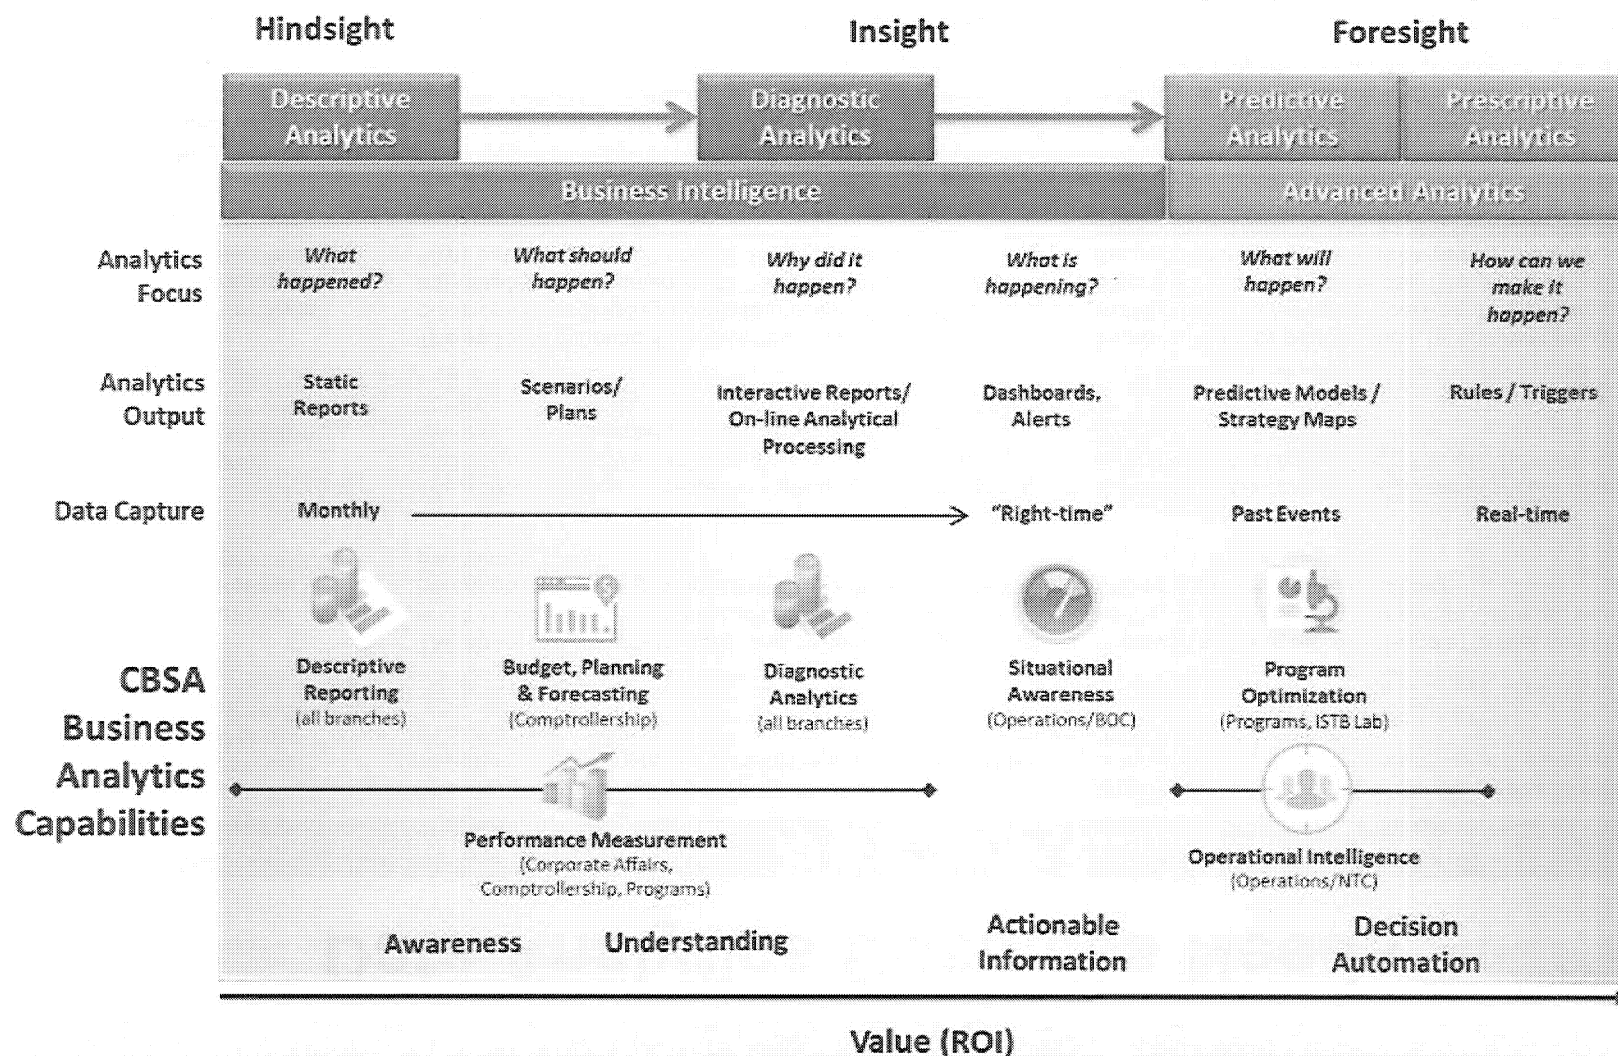 Hindsight
Insight
Foresight
Descriptive
Analytics
Diagnostic
Analytics
Predictive
Analytics
Prescriptive
Analytics
Business Intelligence
Advanced Analytics
Analytics
Focus
What
happened?
What should
happen?
Why did it
happen?
What is
happening?
What will
happen?
How can we
make it
happen?
Analytics
Output
Static
Reports
Scenarios/
Plans
Interactive Reports/
On-line Analytical
Processing
Dashboards,
Alerts
Predictive Models /
Strategy Maps
Rules / Triggers
Data Capture
Monthly
“Right-time”
Past Events
Real-time
CBSA
Business
Analytics
Capabilities
Descriptive
Reporting
(all branches)
Budget, Planning
& Forecasting
(Comptrollership)
Diagnostic
Analytics
(all branches)
Situational
Awareness
(Operations/BOC)
Program
Optimization
(Programs, ISTB Lab)
Performance Measurement
(Corporate Affairs,
Comptrollership, Programs)
Operational Intelligence
(Operations/NTC)
Awareness
Understanding
Actionable
Information
Decision
Automation
Value (ROI)